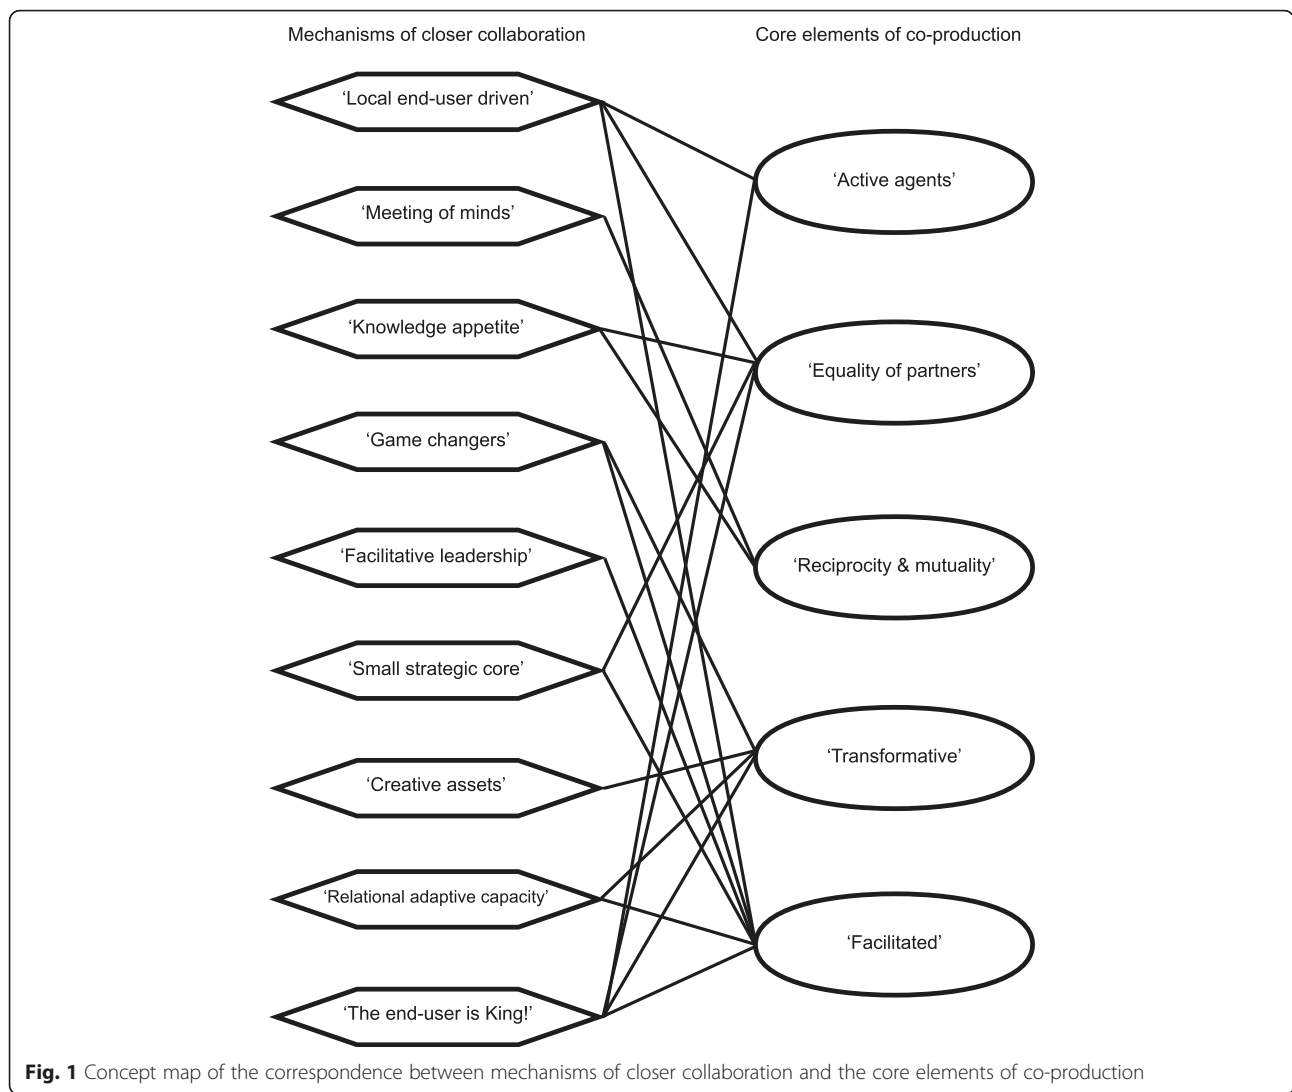 Mechanisms of closer collaboration
Core elements of co-production
‘Local end-user driven’
‘Meeting of minds’
‘Knowledge appetite’
‘Game changers’
‘Facilitative leadership’
‘Small strategic core’
‘Creative assets’
‘Relational adaptive capacity’
‘The end-user is King!’
‘Active agents’
‘Equality of partners’
‘Reciprocity & mutuality’
‘Transformative’
‘Facilitated’
Fig. 1 Concept map of the correspondence between mechanisms of closer collaboration and the core elements of co-production